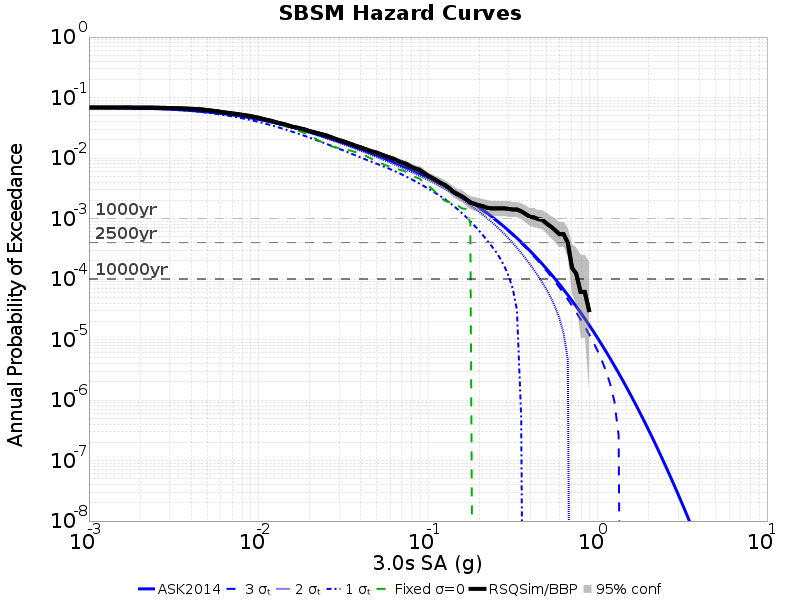 SBSM Hazard Curves
Annual Probability of Exceedance
10^0
10^-1
10^-2
10^-3
10^-4
10^-5
10^-6
10^-7
10^-8
1000yr
2500yr
10000yr
10^-3 10^-2 10^-1 10^0 10^1
3.0s SA (g)
ASK2014 3 σₜ 2 σₜ 1 σₜ Fixed σ=0 RSQSim/BBP 95% conf